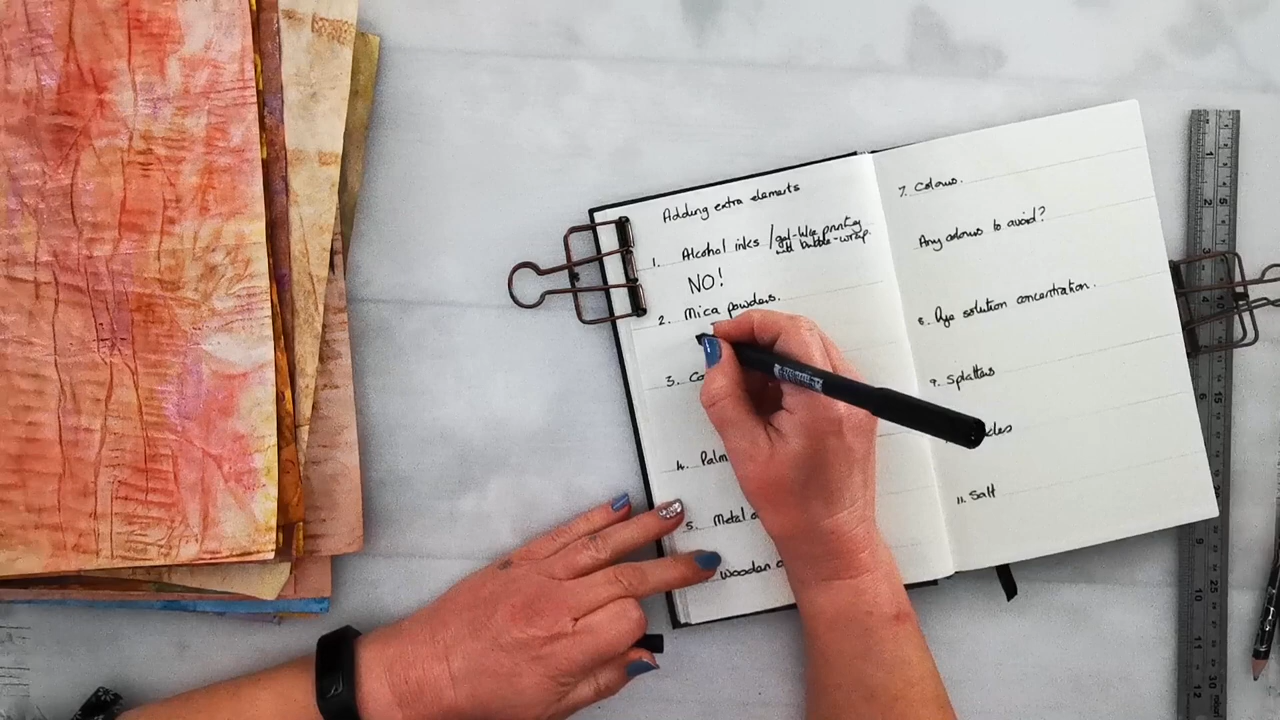 Adding extra elements
1. Alcohol inks / gel-like printing
with bubble-wrap.
NO!
2. Mica powders.
3.
4. Palm
5. Metal
Wooden
7. Colours.
Any colours to avoid?
8. Dye solution concentration.
9. Splatters
11. Salt